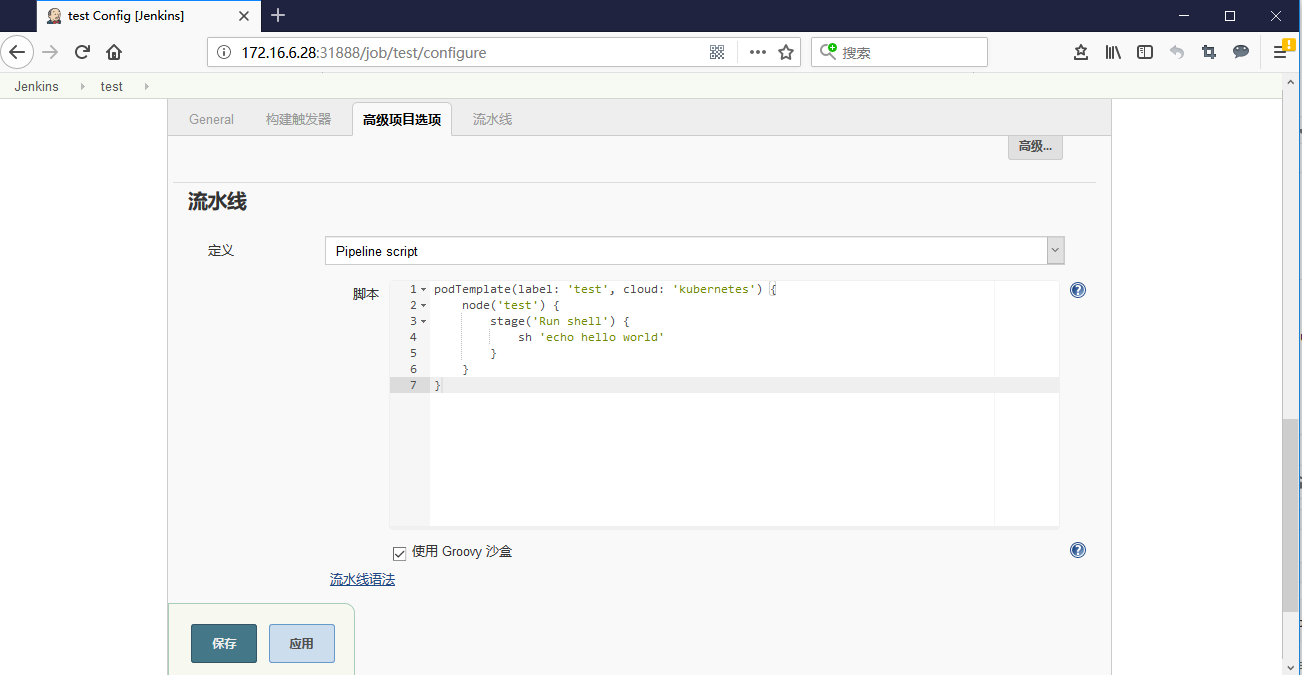 test Config [Jenkins]
172.16.6.28:31888/job/test/configure
搜索
Jenkins test
General 构建触发器 高级项目选项 流水线
高级...
流水线
定义 Pipeline script
脚本
1 podTemplate(label: 'test', cloud: 'kubernetes') {
2     node('test') {
3         stage('Run shell') {
4             sh 'echo hello world'
5         }
6     }
7 }
使用 Groovy 沙盒
流水线语法
保存 应用